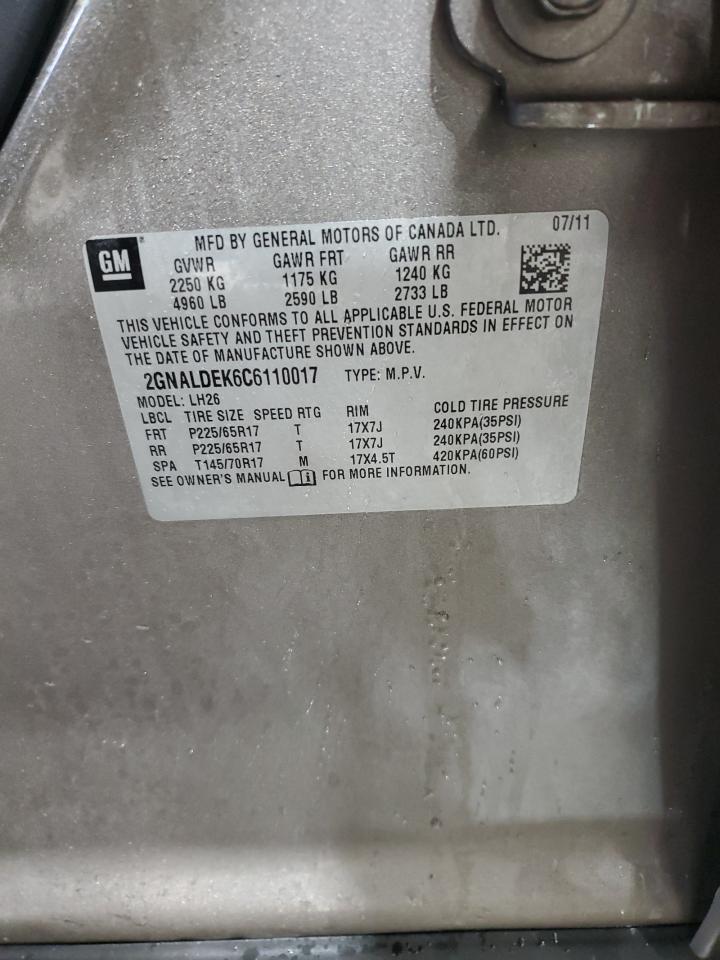 GM
MFD BY GENERAL MOTORS OF CANADA LTD. 07/11
GVWR GAWR FRT GAWR RR
2250 KG 1175 KG 1240 KG
4960 LB 2590 LB 2733 LB
THIS VEHICLE CONFORMS TO ALL APPLICABLE U.S. FEDERAL MOTOR
VEHICLE SAFETY AND THEFT PREVENTION STANDARDS IN EFFECT ON
THE DATE OF MANUFACTURE SHOWN ABOVE.
2GNALDEK6C6110017 TYPE: M.P.V.
MODEL: LH26
LBCL TIRE SIZE SPEED RTG RIM COLD TIRE PRESSURE
FRT P225/65R17 T 17X7J 240KPA(35PSI)
RR P225/65R17 T 17X7J 240KPA(35PSI)
SPA T145/70R17 M 17X4.5T 420KPA(60PSI)
SEE OWNER'S MANUAL FOR MORE INFORMATION.